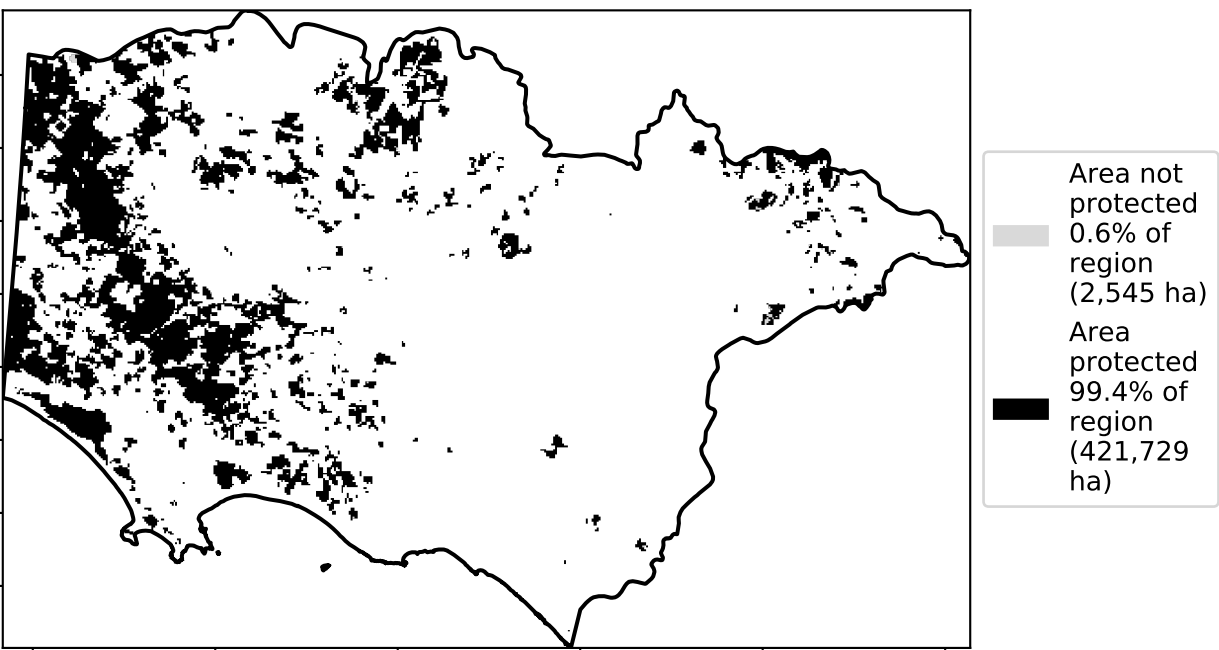 Area not
protected
0.6% of
region
(2,545 ha)
Area
protected
99.4% of
region
(421,729
ha)